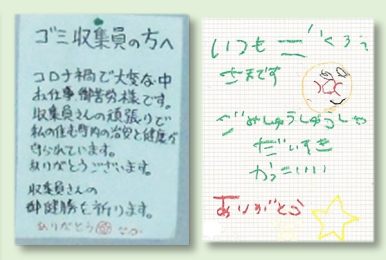 ゴミ収集員の方へ
コロナ禍で大変な中
お仕事御苦労様です。
収集員さんの頑張りで
私の住む町内の治安と健康が
守られています。
ありがとうございます。
収集員さんの
御健勝を祈ります。
ありがとう
いつもご くろう
さまです
しゅうしゅうしゃ
だいすき
かっこいい
ありがとう